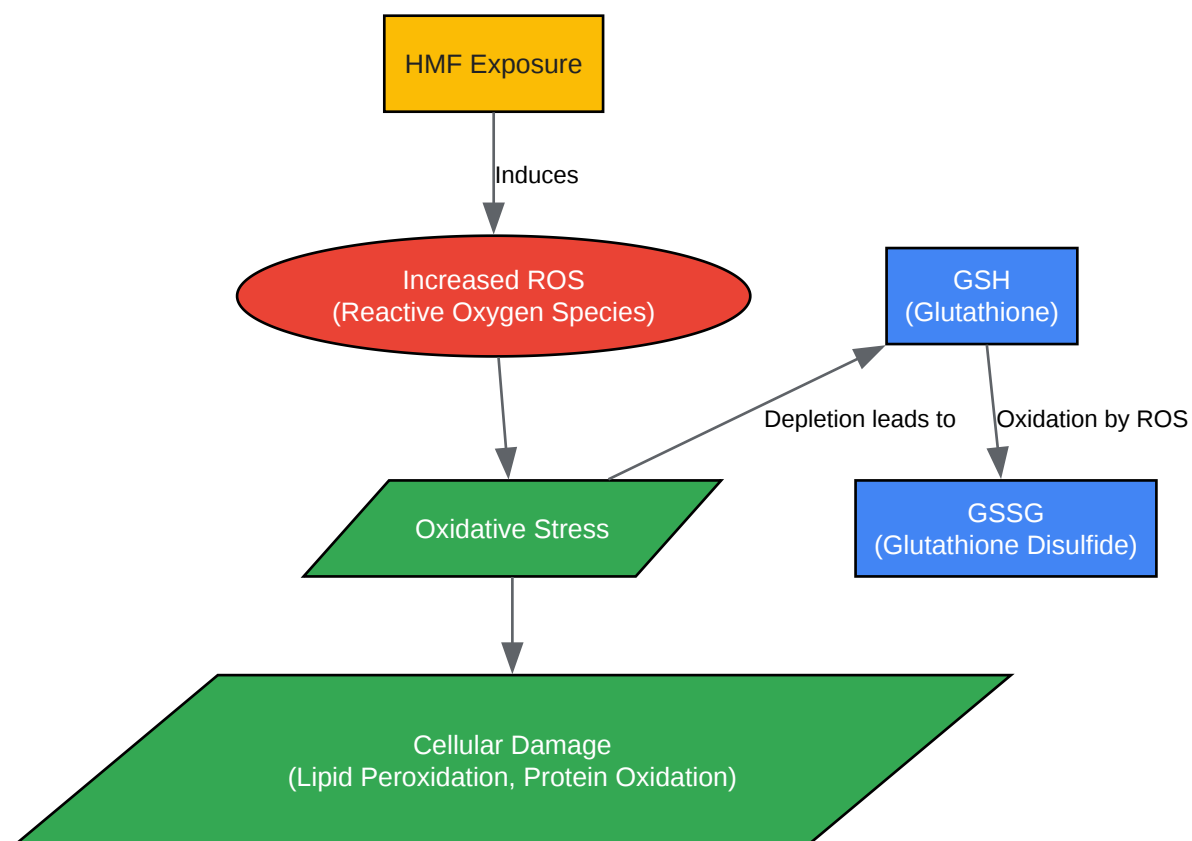 HMF Exposure
Induces
Increased ROS
(Reactive Oxygen Species)
GSH
(Glutathione)
Depletion leads to
Oxidation by ROS
Oxidative Stress
GSSG
(Glutathione Disulfide)
Cellular Damage
(Lipid Peroxidation, Protein Oxidation)